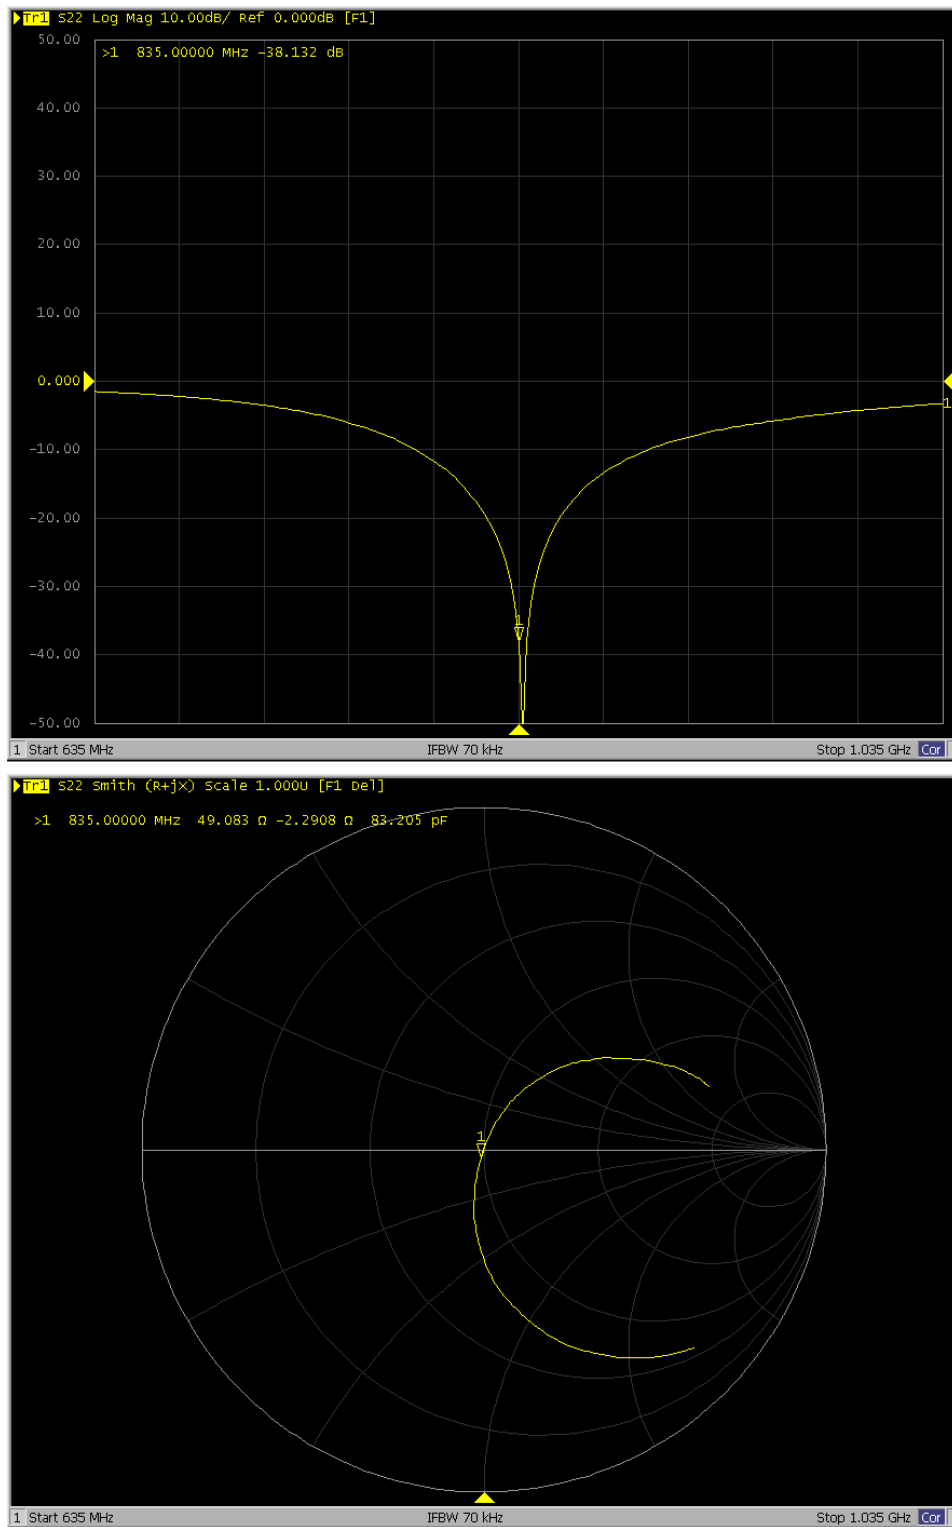 Tr1 S22 Log Mag 10.00dB/ Ref 0.000dB [F1]
50.00
>1 835.00000 MHz -38.132 dB
40.00
30.00
20.00
10.00
0.000
1
-10.00
-20.00
-30.00
1
-40.00
-50.00
1 Start 635 MHz IFBW 70 kHz Stop 1.035 GHz Cor
Tr1 S22 Smith (R+jX) Scale 1.000U [F1 Del]
>1 835.00000 MHz 49.083 Ω -2.2908 Ω 83.205 pF
1
1 Start 635 MHz IFBW 70 kHz Stop 1.035 GHz Cor